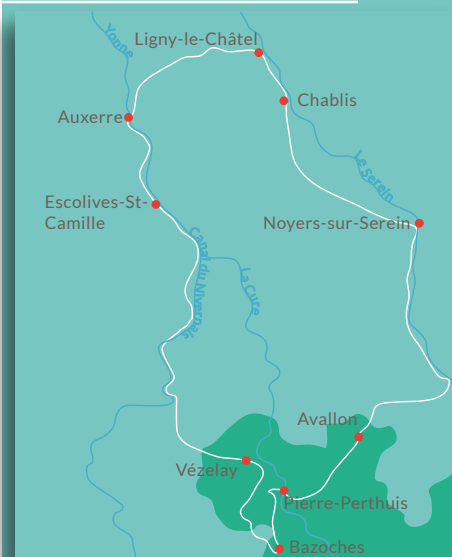 Yonne
Ligny-le-Châtel
Chablis
Auxerre
Le Serein
Escolives-St-
Camille
Noyers-sur-Serein
Canal du Nivernais
La Cure
Avallon
Vézelay
Pierre-Perthuis
Bazoches